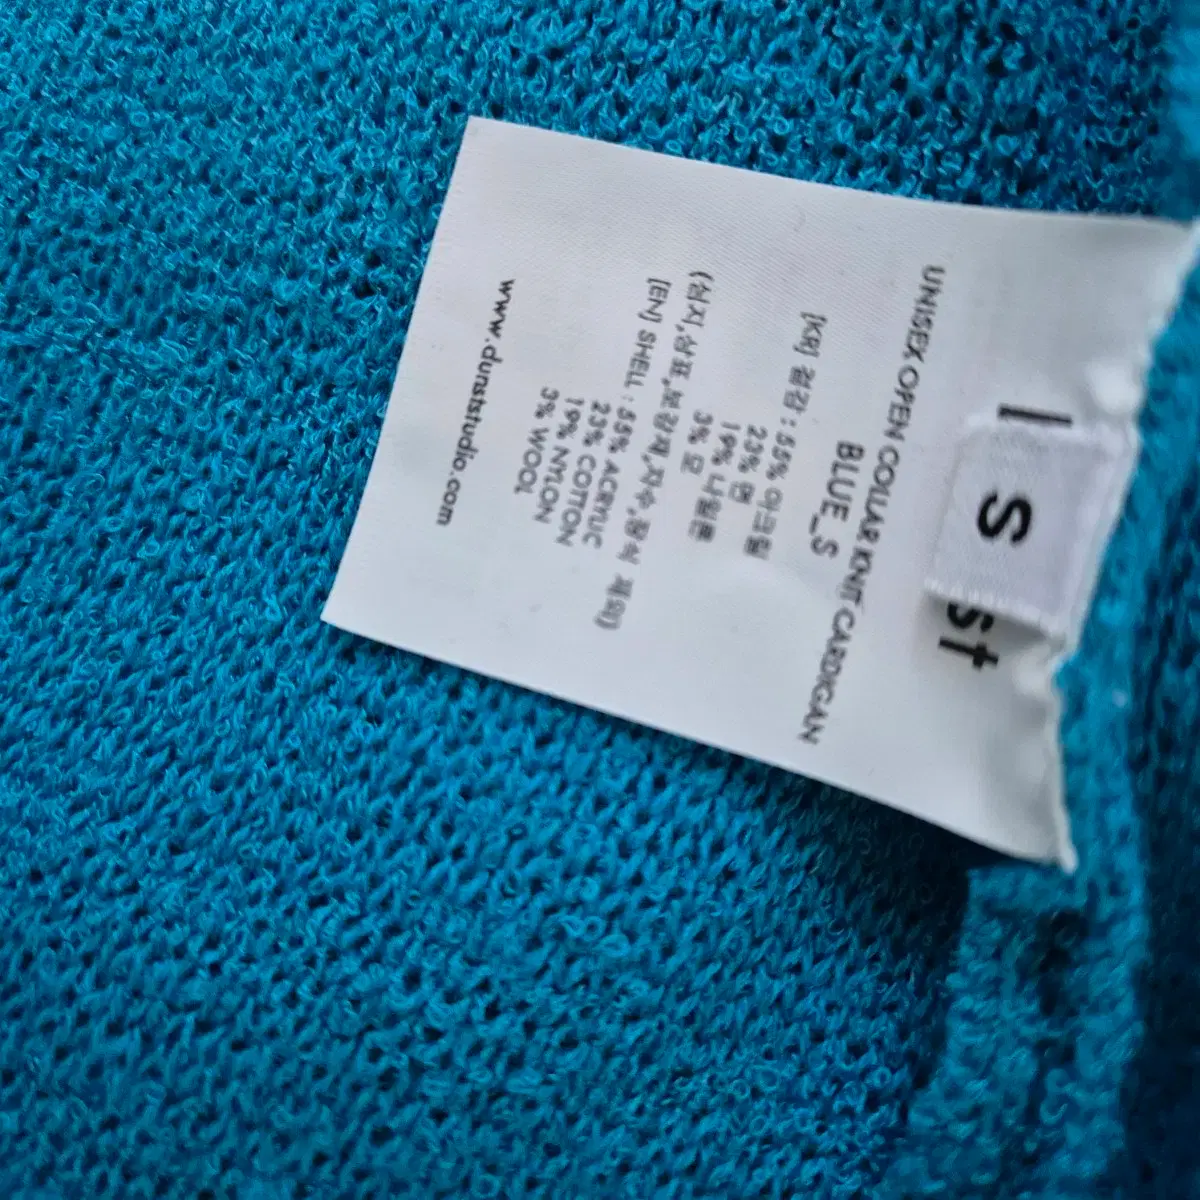 S
st
UNISEX OPEN COLLAR KNIT CARDIGAN
BLUE_S
[KR] 겉감 : 55% 아크릴
23% 면
19% 나일론
3% 모
(심지,상표,보강재,자수,장식 제외)
[EN] SHELL : 55% ACRYLIC
23% COTTON
19% NYLON
3% WOOL
www.dunststudio.com